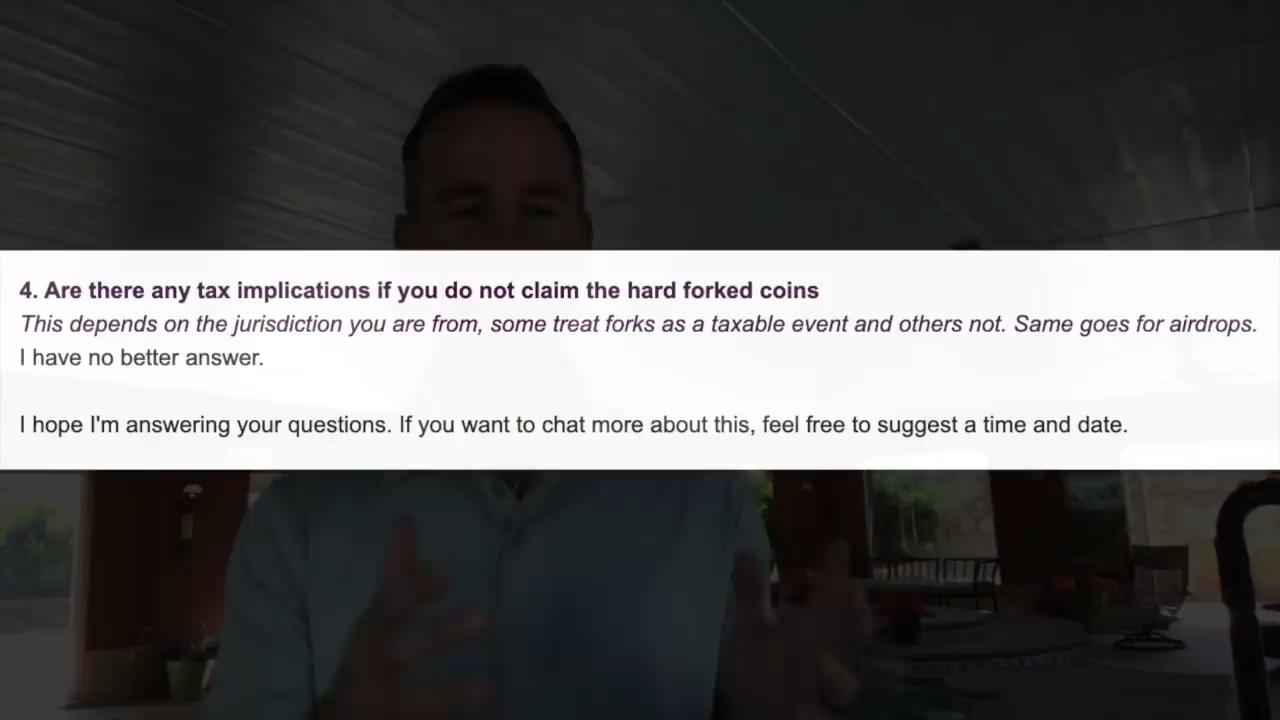 4. Are there any tax implications if you do not claim the hard forked coins
This depends on the jurisdiction you are from, some treat forks as a taxable event and others not. Same goes for airdrops.
I have no better answer.
I hope I'm answering your questions. If you want to chat more about this, feel free to suggest a time and date.